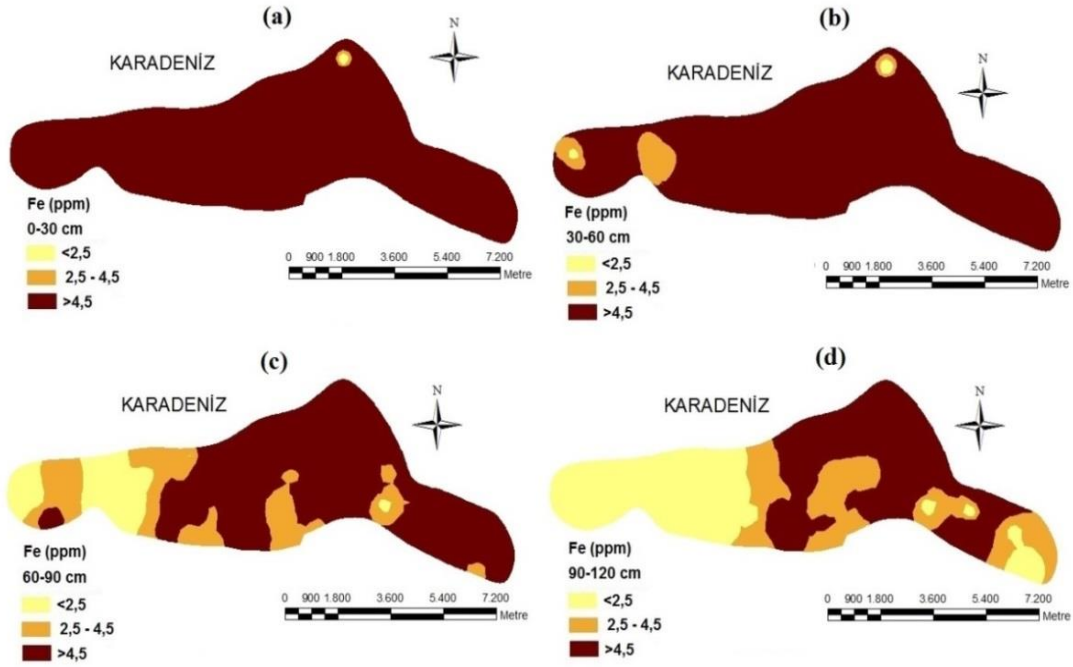 (a)
N
KARADENİZ
Fe (ppm)
0-30 cm
<2,5
2,5 - 4,5
>4,5
0 900 1.800 3.600 5.400 7.200
Metre
(b)
N
KARADENİZ
Fe (ppm)
30-60 cm
<2,5
2,5 - 4,5
>4,5
0 900 1.800 3.600 5.400 7.200
Metre
(c)
N
KARADENİZ
Fe (ppm)
60-90 cm
<2,5
2,5 - 4,5
>4,5
0 900 1.800 3.600 5.400 7.200
Metre
(d)
N
KARADENİZ
Fe (ppm)
90-120 cm
<2,5
2,5 - 4,5
>4,5
0 900 1.800 3.600 5.400 7.200
Metre